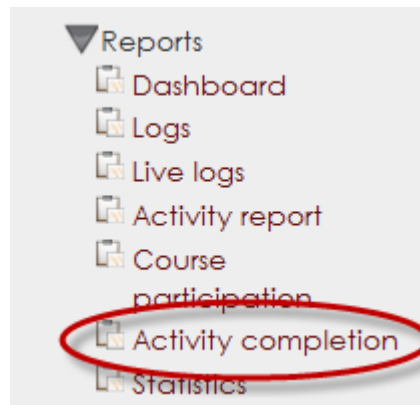 Reports
Dashboard
Logs
Live logs
Activity report
Course
participation
Activity completion
Statistics